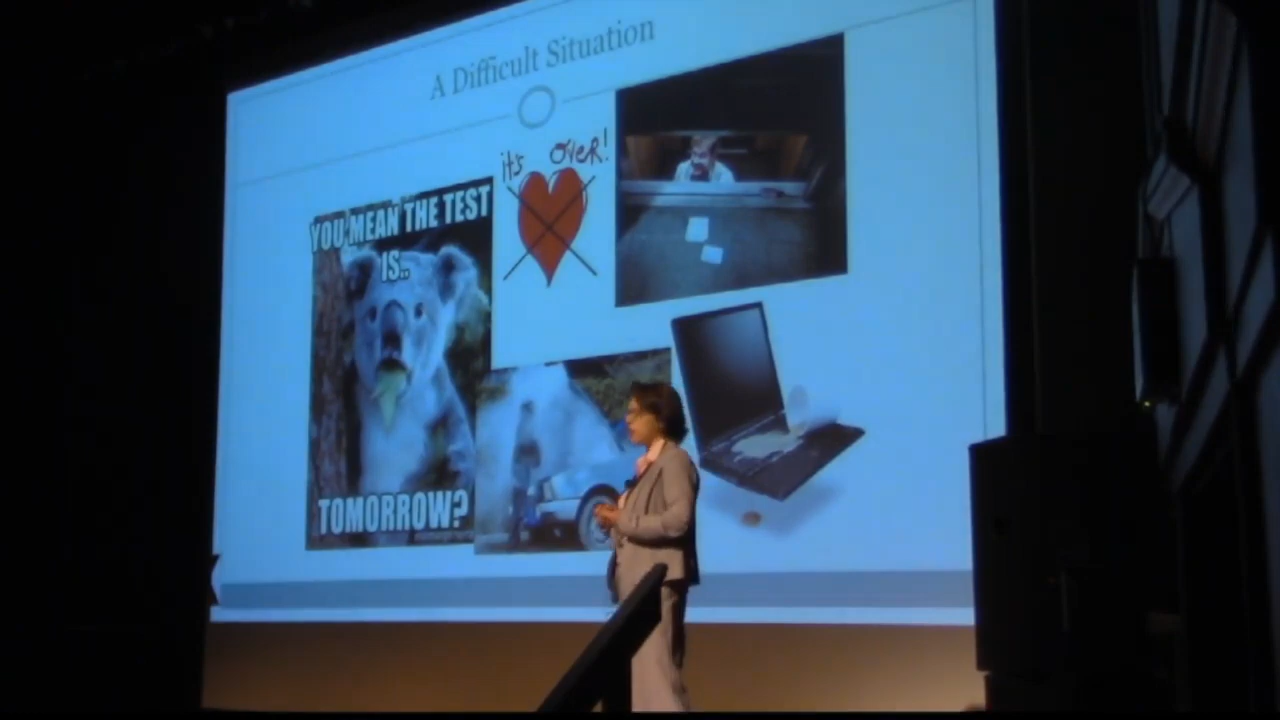 A Difficult Situation
it's over!
YOU MEAN THE TEST
IS..
TOMORROW?